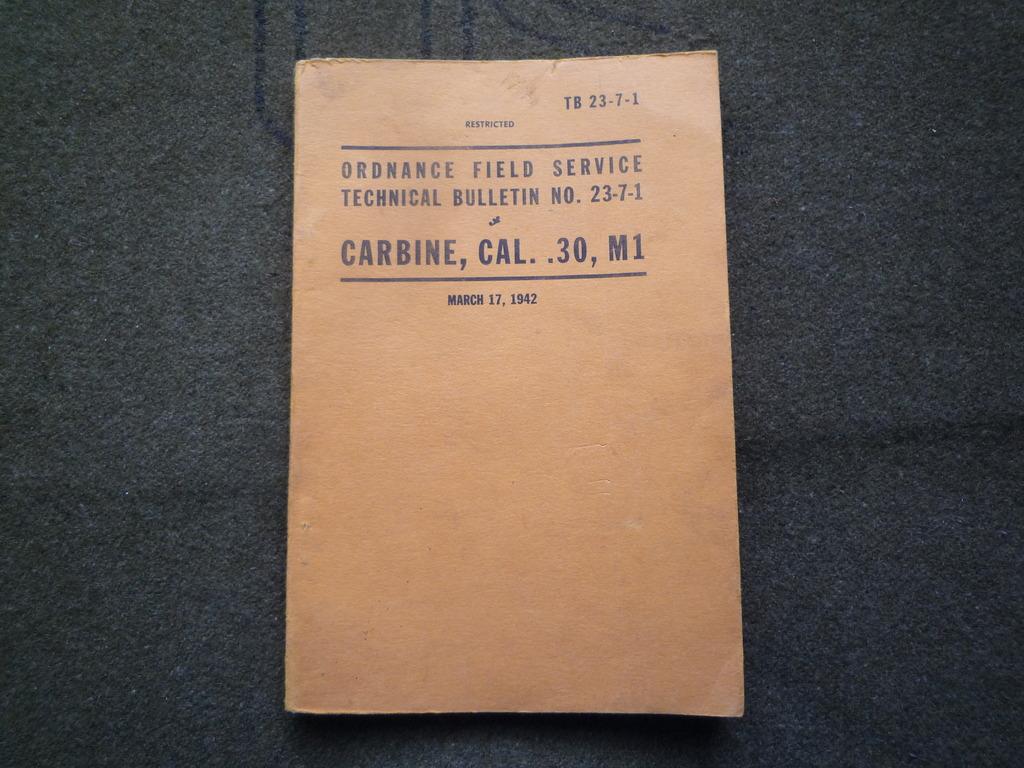 TB 23-7-1
RESTRICTED
ORDNANCE FIELD SERVICE
TECHNICAL BULLETIN NO. 23-7-1
CARBINE, CAL. .30, M1
MARCH 17, 1942